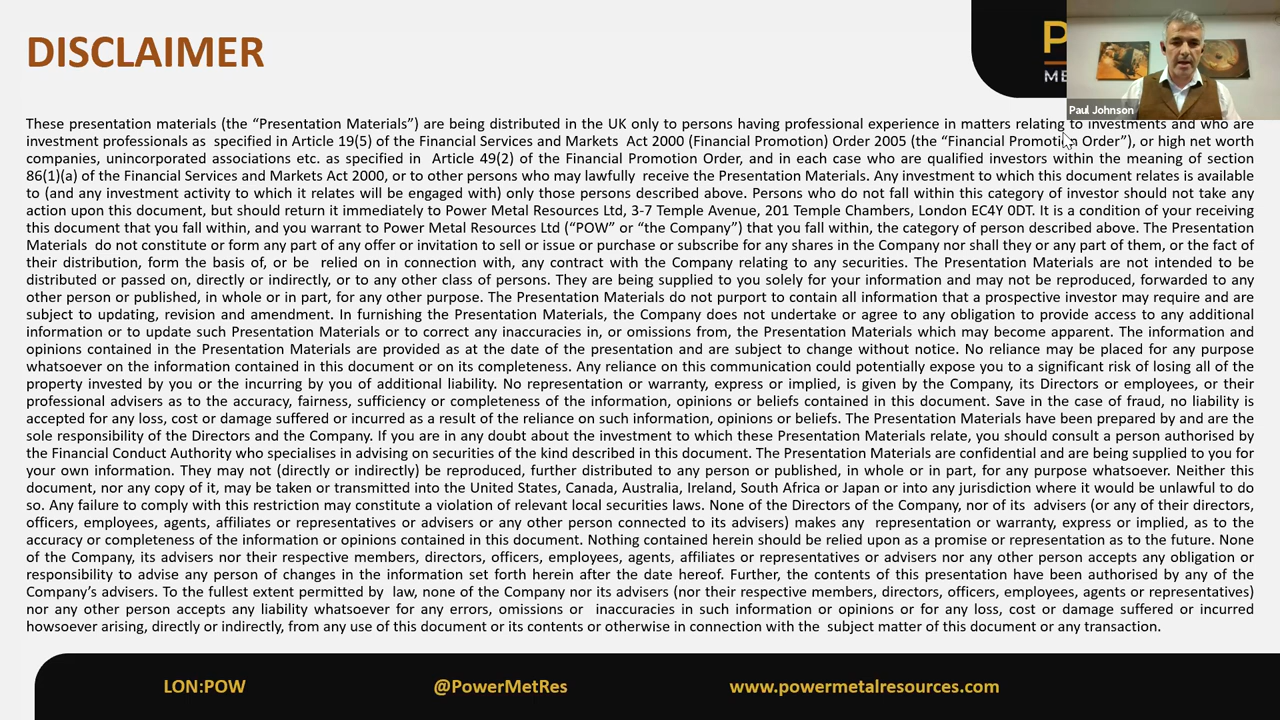 DISCLAIMER
P
ME
Paul Johnson
These presentation materials (the “Presentation Materials”) are being distributed in the UK only to persons having professional experience in matters relating to investments and who are
investment professionals as specified in Article 19(5) of the Financial Services and Markets Act 2000 (Financial Promotion) Order 2005 (the “Financial Promotion Order”), or high net worth
companies, unincorporated associations etc. as specified in Article 49(2) of the Financial Promotion Order, and in each case who are qualified investors within the meaning of section
86(1)(a) of the Financial Services and Markets Act 2000, or to other persons who may lawfully receive the Presentation Materials. Any investment to which this document relates is available
to (and any investment activity to which it relates will be engaged with) only those persons described above. Persons who do not fall within this category of investor should not take any
action upon this document, but should return it immediately to Power Metal Resources Ltd, 3-7 Temple Avenue, 201 Temple Chambers, London EC4Y 0DT. It is a condition of your receiving
this document that you fall within, and you warrant to Power Metal Resources Ltd (“POW” or “the Company”) that you fall within, the category of person described above. The Presentation
Materials do not constitute or form any part of any offer or invitation to sell or issue or purchase or subscribe for any shares in the Company nor shall they or any part of them, or the fact of
their distribution, form the basis of, or be relied on in connection with, any contract with the Company relating to any securities. The Presentation Materials are not intended to be
distributed or passed on, directly or indirectly, or to any other class of persons. They are being supplied to you solely for your information and may not be reproduced, forwarded to any
other person or published, in whole or in part, for any other purpose. The Presentation Materials do not purport to contain all information that a prospective investor may require and are
subject to updating, revision and amendment. In furnishing the Presentation Materials, the Company does not undertake or agree to any obligation to provide access to any additional
information or to update such Presentation Materials or to correct any inaccuracies in, or omissions from, the Presentation Materials which may become apparent. The information and
opinions contained in the Presentation Materials are provided as at the date of the presentation and are subject to change without notice. No reliance may be placed for any purpose
whatsoever on the information contained in this document or on its completeness. Any reliance on this communication could potentially expose you to a significant risk of losing all of the
property invested by you or the incurring by you of additional liability. No representation or warranty, express or implied, is given by the Company, its Directors or employees, or their
professional advisers as to the accuracy, fairness, sufficiency or completeness of the information, opinions or beliefs contained in this document. Save in the case of fraud, no liability is
accepted for any loss, cost or damage suffered or incurred as a result of the reliance on such information, opinions or beliefs. The Presentation Materials have been prepared by and are the
sole responsibility of the Directors and the Company. If you are in any doubt about the investment to which these Presentation Materials relate, you should consult a person authorised by
the Financial Conduct Authority who specialises in advising on securities of the kind described in this document. The Presentation Materials are confidential and are being supplied to you for
your own information. They may not (directly or indirectly) be reproduced, further distributed to any person or published, in whole or in part, for any purpose whatsoever. Neither this
document, nor any copy of it, may be taken or transmitted into the United States, Canada, Australia, Ireland, South Africa or Japan or into any jurisdiction where it would be unlawful to do
so. Any failure to comply with this restriction may constitute a violation of relevant local securities laws. None of the Directors of the Company, nor of its advisers (or any of their directors,
officers, employees, agents, affiliates or representatives or advisers or any other person connected to its advisers) makes any representation or warranty, express or implied, as to the
accuracy or completeness of the information or opinions contained in this document. Nothing contained herein should be relied upon as a promise or representation as to the future. None
of the Company, its advisers nor their respective members, directors, officers, employees, agents, affiliates or representatives or advisers nor any other person accepts any obligation or
responsibility to advise any person of changes in the information set forth herein after the date hereof. Further, the contents of this presentation have been authorised by any of the
Company’s advisers. To the fullest extent permitted by law, none of the Company nor its advisers (nor their respective members, directors, officers, employees, agents or representatives)
nor any other person accepts any liability whatsoever for any errors, omissions or inaccuracies in such information or opinions or for any loss, cost or damage suffered or incurred
howsoever arising, directly or indirectly, from any use of this document or its contents or otherwise in connection with the subject matter of this document or any transaction.
LON:POW
@PowerMetRes
www.powermetalresources.com